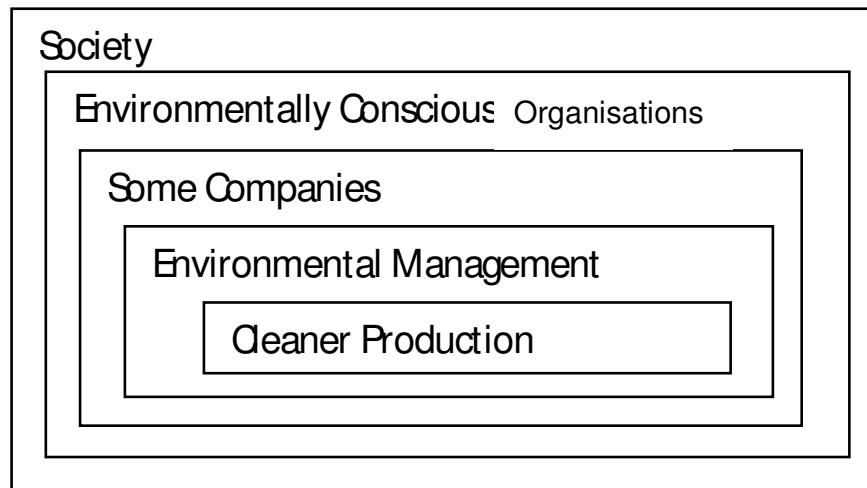 Society
Environmentally Conscious Organisations
Some Companies
Environmental Management
Cleaner Production